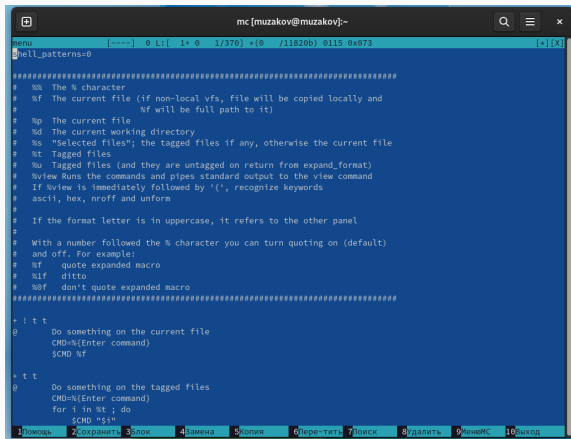 mc [muzakov@muzakov]:~
menu [----] 0 L:[ 1+ 0 1/370] *(0 /11820b) 0115 0x073 [*][X]
shell_patterns=0
################################################################################
# %% The % character
# %f The current file (if non-local vfs, file will be copied locally and
# %f will be full path to it)
# %p The current file
# %d The current working directory
# %s "Selected files"; the tagged files if any, otherwise the current file
# %t Tagged files
# %u Tagged files (and they are untagged on return from expand_format)
# %view Runs the commands and pipes standard output to the view command
# If %view is immediately followed by '{', recognize keywords
# ascii, hex, nroff and unform
#
# If the format letter is in uppercase, it refers to the other panel
#
# With a number followed the % character you can turn quoting on (default)
# and off. For example:
# %f quote expanded macro
# %1f ditto
# %0f don't quote expanded macro
################################################################################
+ ! t t
@ Do something on the current file
CMD=%{Enter command}
$CMD %f
+ t t
@ Do something on the tagged files
CMD=%{Enter command}
for i in %t ; do
$CMD "$i"
1Помощь 2Сохранить 3Блок 4Замена 5Копия 6Пере~тить 7Поиск 8Удалить 9МенюMC 10Выход